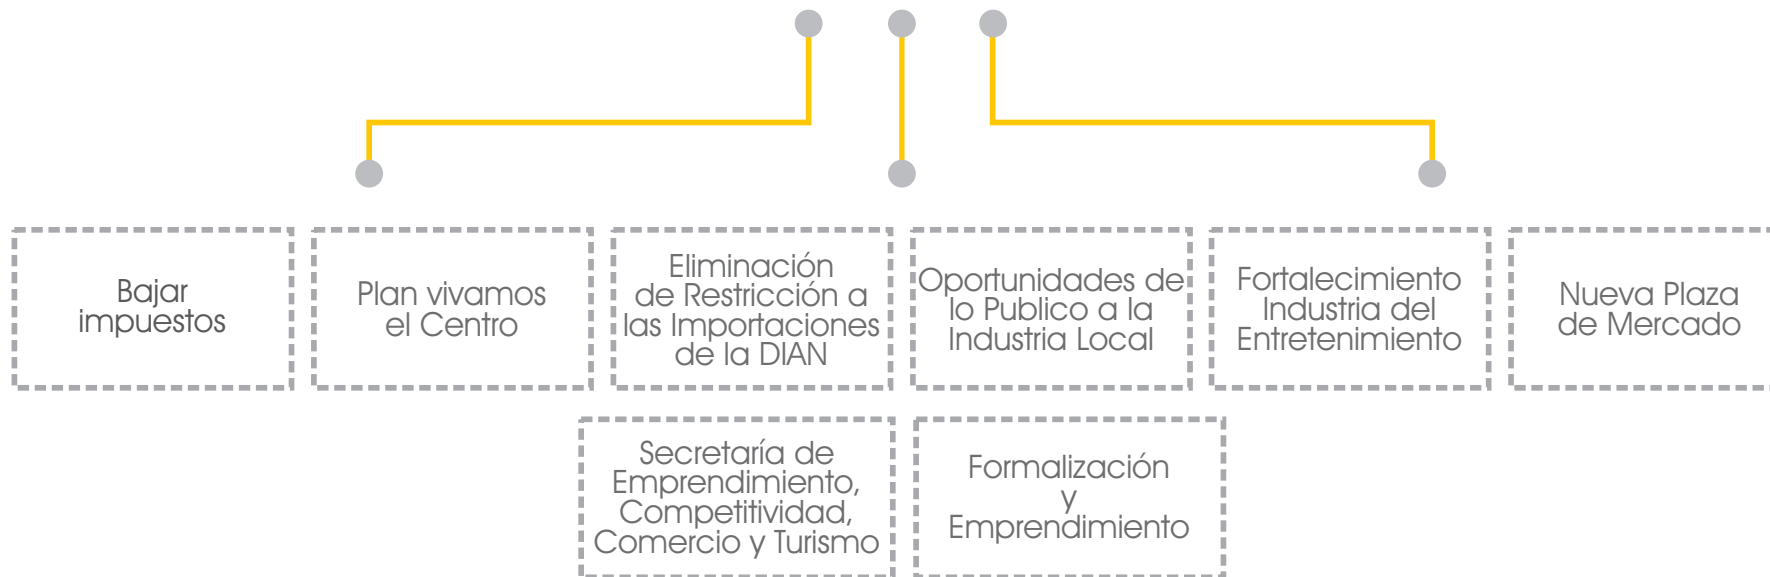 Bajar
impuestos
Plan vivamos
el Centro
Eliminación
de Restricción a
las Importaciones
de la DIAN
Oportunidades de
lo Publico a la
Industria Local
Fortalecimiento
Industria del
Entretenimiento
Nueva Plaza
de Mercado
Secretaría de
Emprendimiento,
Competitividad,
Comercio y Turismo
Formalización
y
Emprendimiento